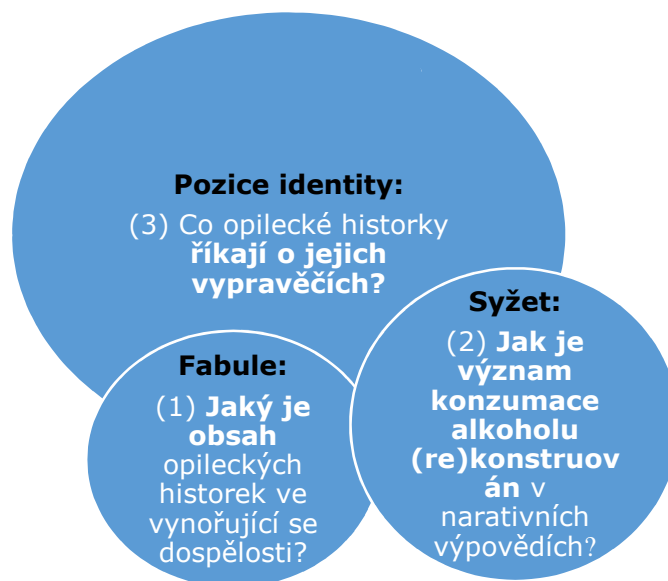 Pozice identity:
(3) Co opilecké historky
říkají o jejich
vypravěčích?
Fabule:
(1) Jaký je
obsah
opileckých
historek ve
vynořující se
dospělosti?
Syžet:
(2) Jak je
význam
konzumace
alkoholu
(re)konstruov
án v
narativních
výpovědích?